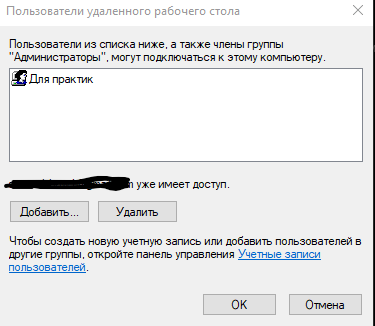 Пользователи удаленного рабочего стола
Пользователи из списка ниже, а также члены группы
"Администраторы", могут подключаться к этому компьютеру.
Для практик
уже имеет доступ.
Добавить... Удалить
Чтобы создать новую учетную запись или добавить пользователей в
другие группы, откройте панель управления Учетные записи
пользователей.
OK Отмена